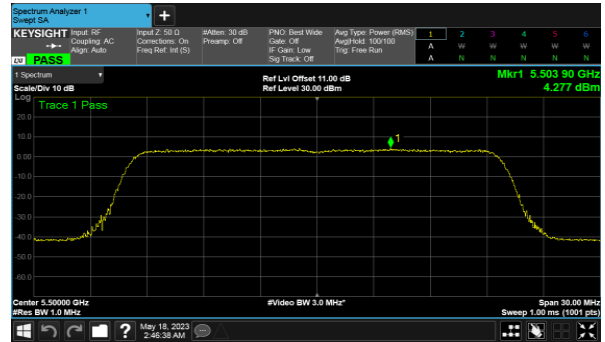 Spectrum Analyzer 1
Swept SA
KEYSIGHT Input: RF Input Z: 50 Ω #Atten: 30 dB PNO: Best Wide Avg Type: Power (RMS) 1 2 3 4 5 6
Coupling: AC Corrections: On Preamp: Off Gate: Off Avg|Hold: 100/100 A W W W W W
Align: Auto Freq Ref: Int (S) IF Gain: Low Trig: Free Run
LXI PASS Sig Track: Off A N N N N N
1 Spectrum Ref Lvl Offset 11.00 dB Mkr1 5.503 90 GHz
Scale/Div 10 dB Ref Level 30.00 dBm 4.277 dBm
Log Trace 1 Pass
20.0
10.0
1
0.00
-10.0
-20.0
-30.0
-40.0
-50.0
-60.0
Center 5.50000 GHz #Video BW 3.0 MHz* Span 30.00 MHz
#Res BW 1.0 MHz Sweep 1.00 ms (1001 pts)
? May 18, 2023
2:46:38 AM